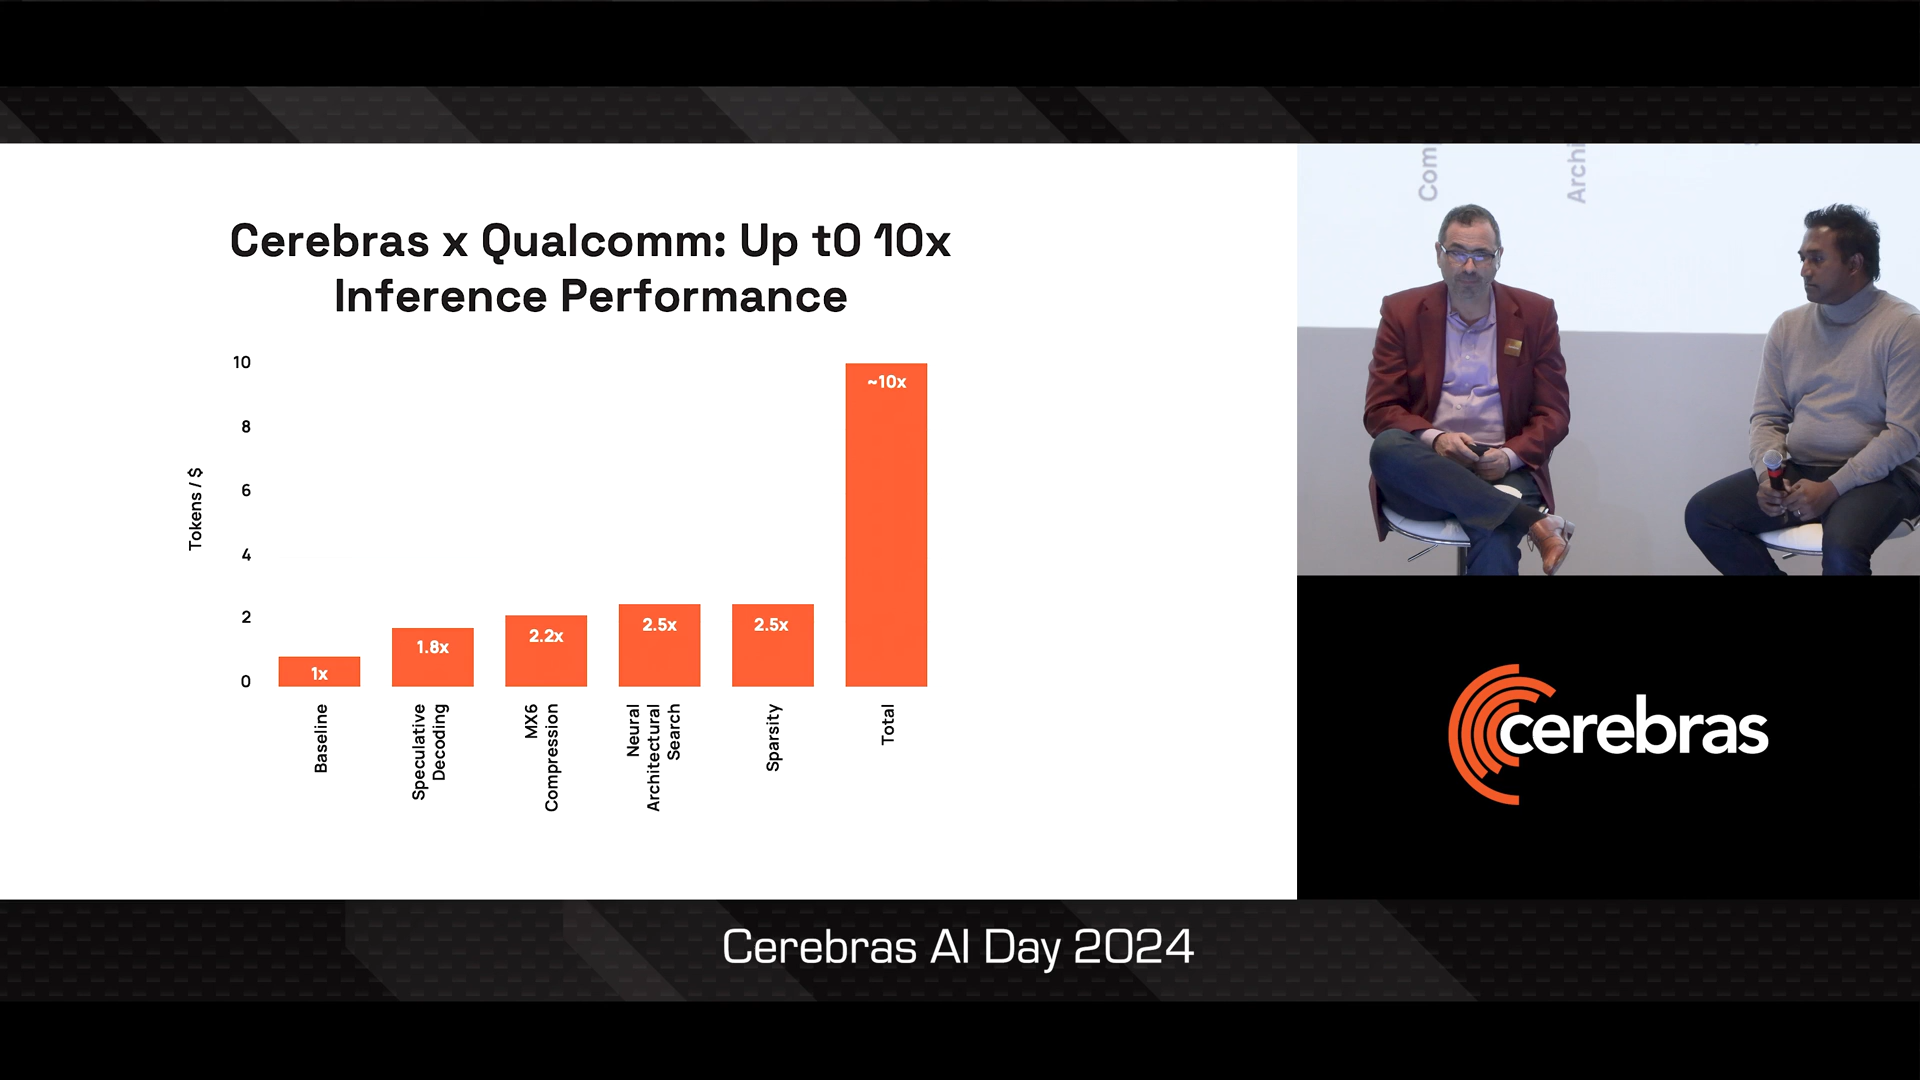 Cerebras x Qualcomm: Up t0 10x
Inference Performance
Tokens / $
10
8
6
4
2
0
1x
1.8x
2.2x
2.5x
2.5x
~10x
Baseline
Speculative
Decoding
MX6
Compression
Neural
Architectural
Search
Sparsity
Total
Com
Archi
cerebras
Cerebras AI Day 2024